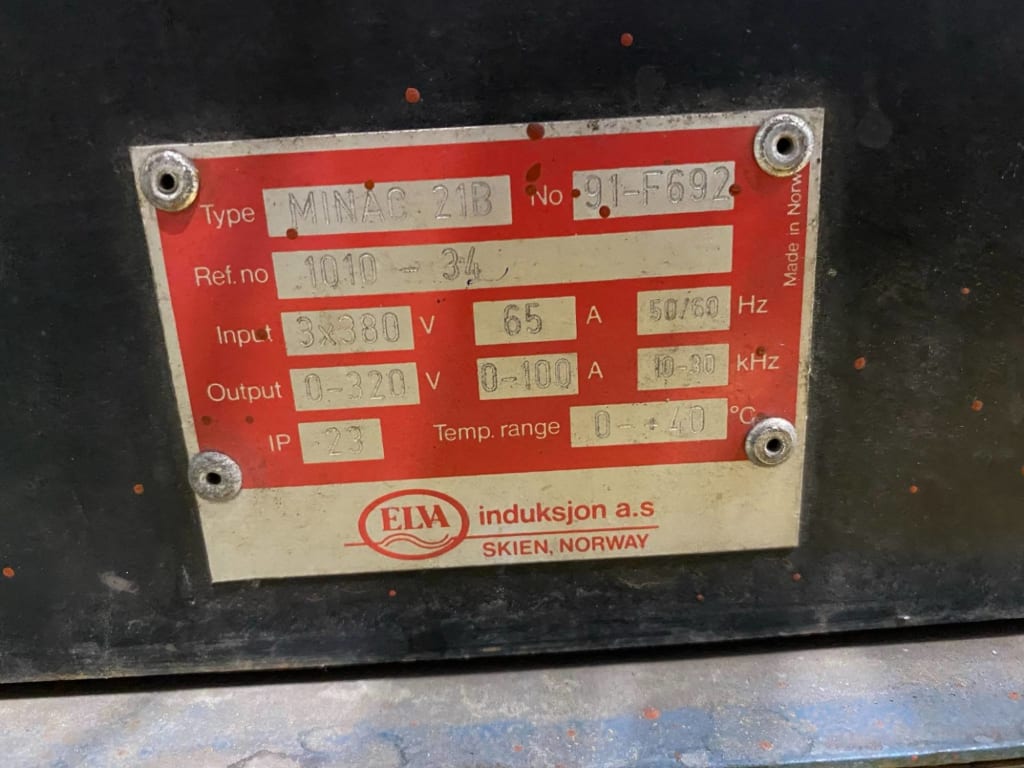 Type MINAC 21B No 91-F692
Ref.no 1010 - 34
Input 3x380 V 65 A 50/60 Hz
Output 0-320 V 0-100 A 10-30 kHz
IP 23 Temp. range 0-+40 °C
Made in Norw
ELVA induksjon a.s
SKIEN, NORWAY